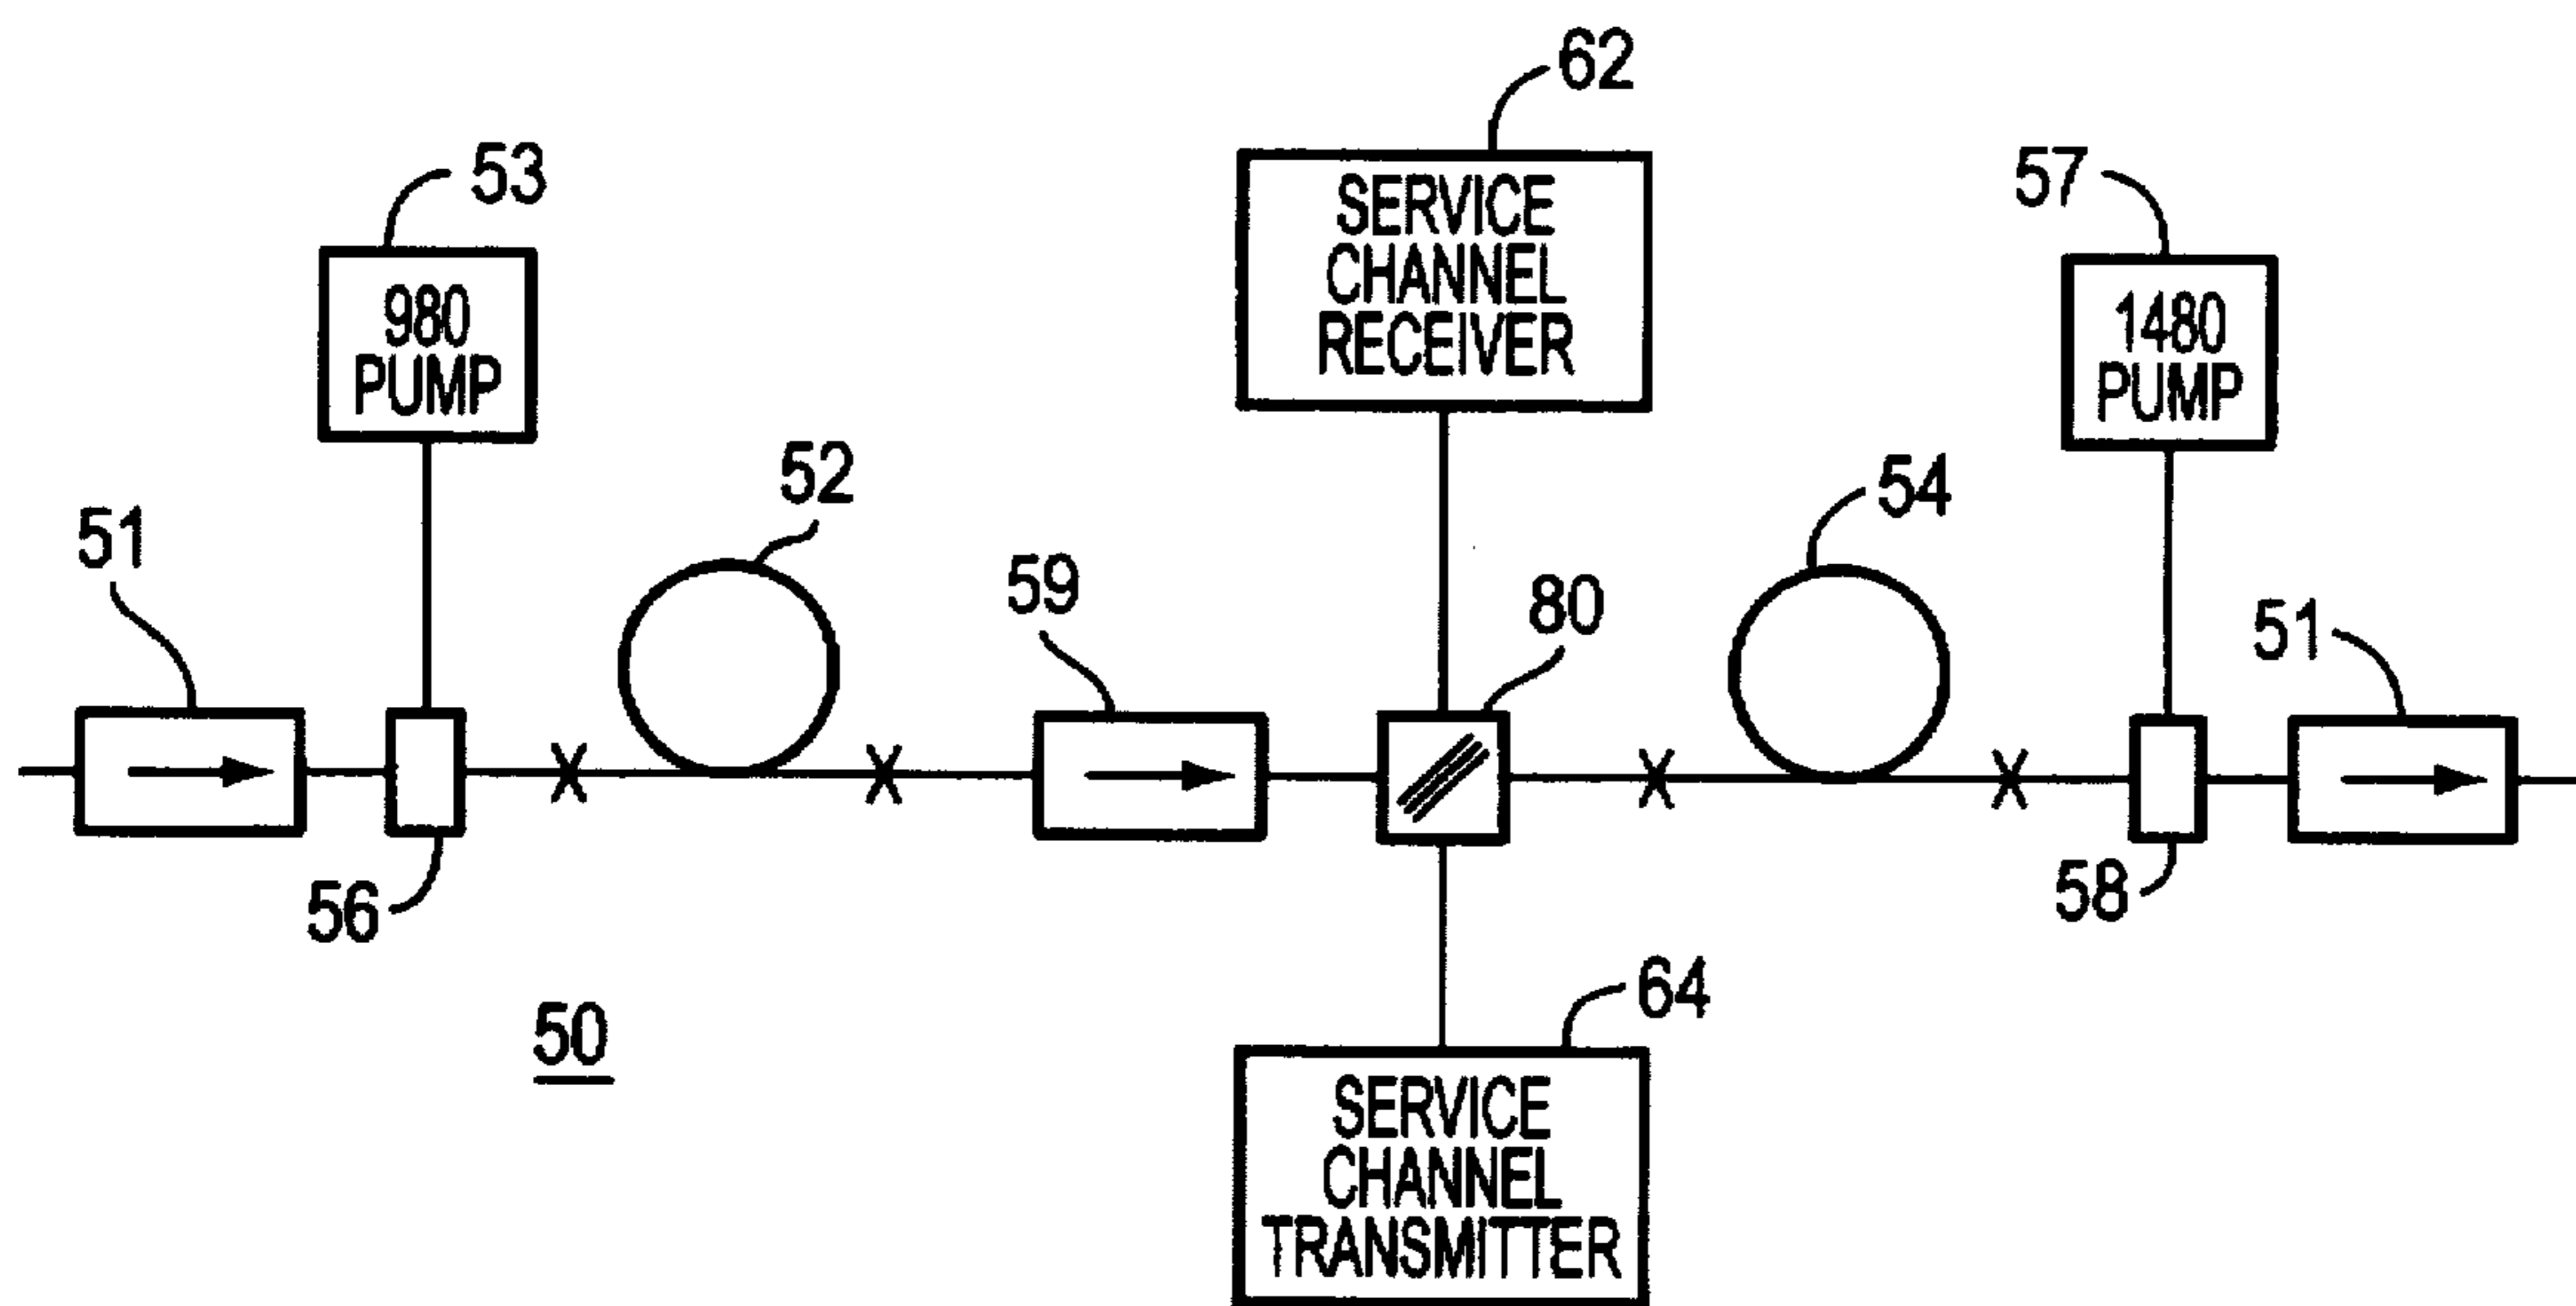 62
53
57
SERVICE
CHANNEL
RECEIVER
980
PUMP
1480
PUMP
52
54
51
59
80
51
X
X
X
X
56
58
50
64
SERVICE
CHANNEL
TRANSMITTER